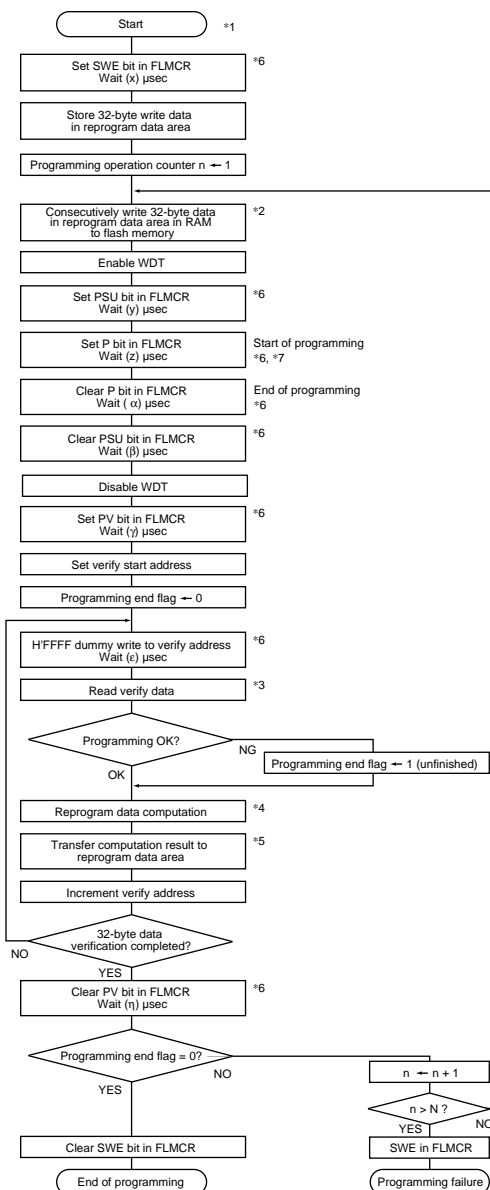 Start
*1
Set SWE bit in FLMCR
Wait (x) μsec
*6
Store 32-byte write data
in reprogram data area
Programming operation counter n ← 1
Consecutively write 32-byte data
in reprogram data area in RAM
to flash memory
*2
Enable WDT
Set PSU bit in FLMCR
Wait (y) μsec
*6
Set P bit in FLMCR
Wait (z) μsec
Start of programming
*6, *7
Clear P bit in FLMCR
Wait ( α) μsec
End of programming
*6
Clear PSU bit in FLMCR
Wait (β) μsec
*6
Disable WDT
Set PV bit in FLMCR
Wait (γ) μsec
*6
Set verify start address
Programming end flag ← 0
H'FFFF dummy write to verify address
Wait (ε) μsec
*6
Read verify data
*3
Programming OK?
NG
Programming end flag ← 1 (unfinished)
OK
Reprogram data computation
*4
Transfer computation result to
reprogram data area
*5
Increment verify address
32-byte data
verification completed?
NO
YES
Clear PV bit in FLMCR
Wait (η) μsec
*6
Programming end flag = 0?
NO
YES
n ← n + 1
n > N ?
NO
YES
Clear SWE bit in FLMCR
SWE in FLMCR
End of programming
Programming failure